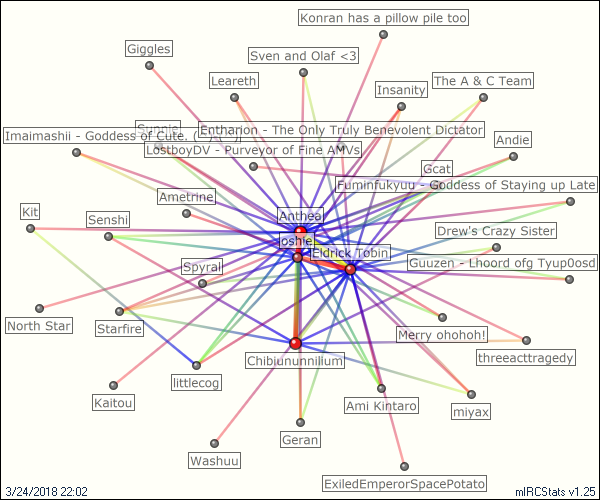 Konran has a pillow pile too
Giggles
Sven and Olaf <3
Leareth
Insanity
The A & C Team
Imaimashii - Goddess of Cute. (
Entharion - The Only Truly Benevolent Dictator
Andie
LostboyDV - Purveyor of Fine AMVs
Gcat
Fuminfukyuu - Goddess of Staying up Late
Ametrine
Kit
Senshi
Anthea
Drew's Crazy Sister
oshie
Eldrick Tobin
Spyral
Guuzen - Lhoord ofg Tyup0osd
North Star
Starfire
Merry ohohoh!
Chibiununnilium
threeacttragedy
littlecog
Kaitou
Ami Kintaro
miyax
Geran
Washuu
ExiledEmperorSpacePotato
3/24/2018 22:02
mIRCStats v1.25